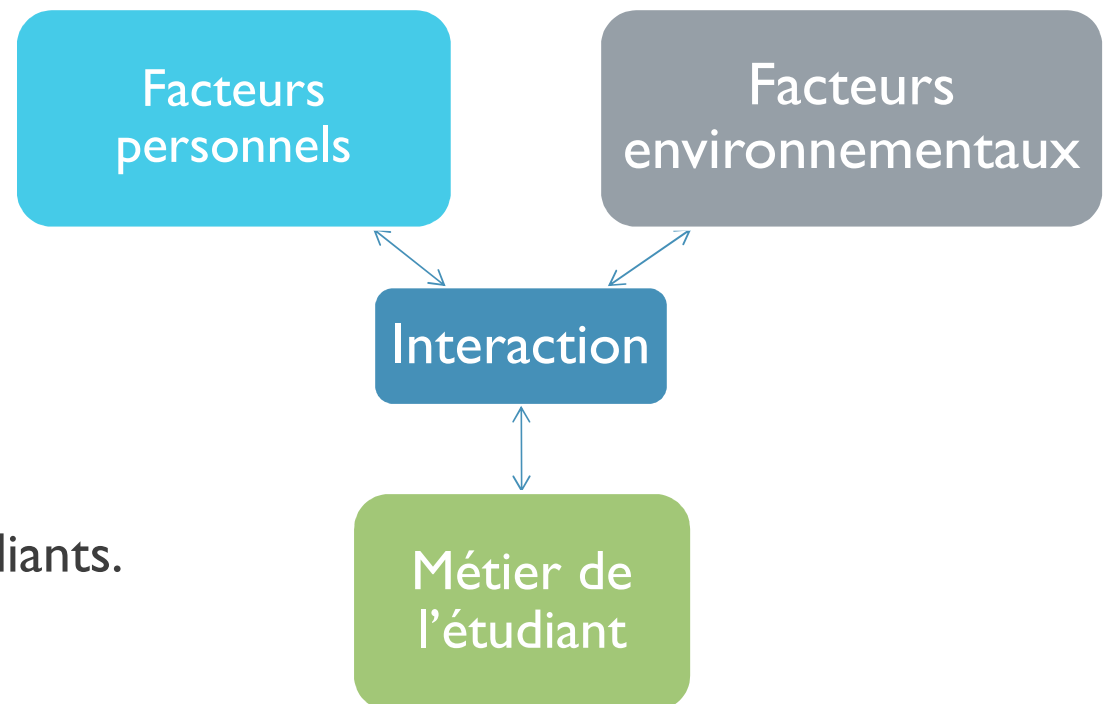 Facteurs
personnels
Facteurs
environnementaux
Interaction
diants.
Métier de
l’étudiant